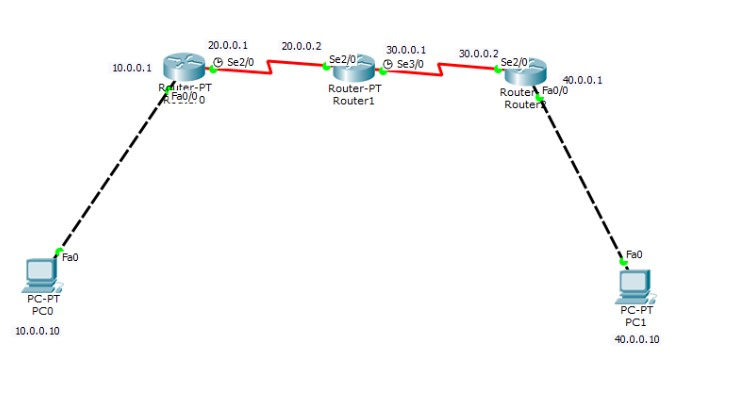 20.0.0.1
20.0.0.2
30.0.0.1
30.0.0.2
10.0.0.1
Se2/0
Se2/0
Se3/0
Se2/0
40.0.0.1
Router-PT
Fa0/0
Router-PT
Router1
Fa0/0
Fa0
PC-PT
PC0
10.0.0.10
Fa0
PC-PT
PC1
40.0.0.10